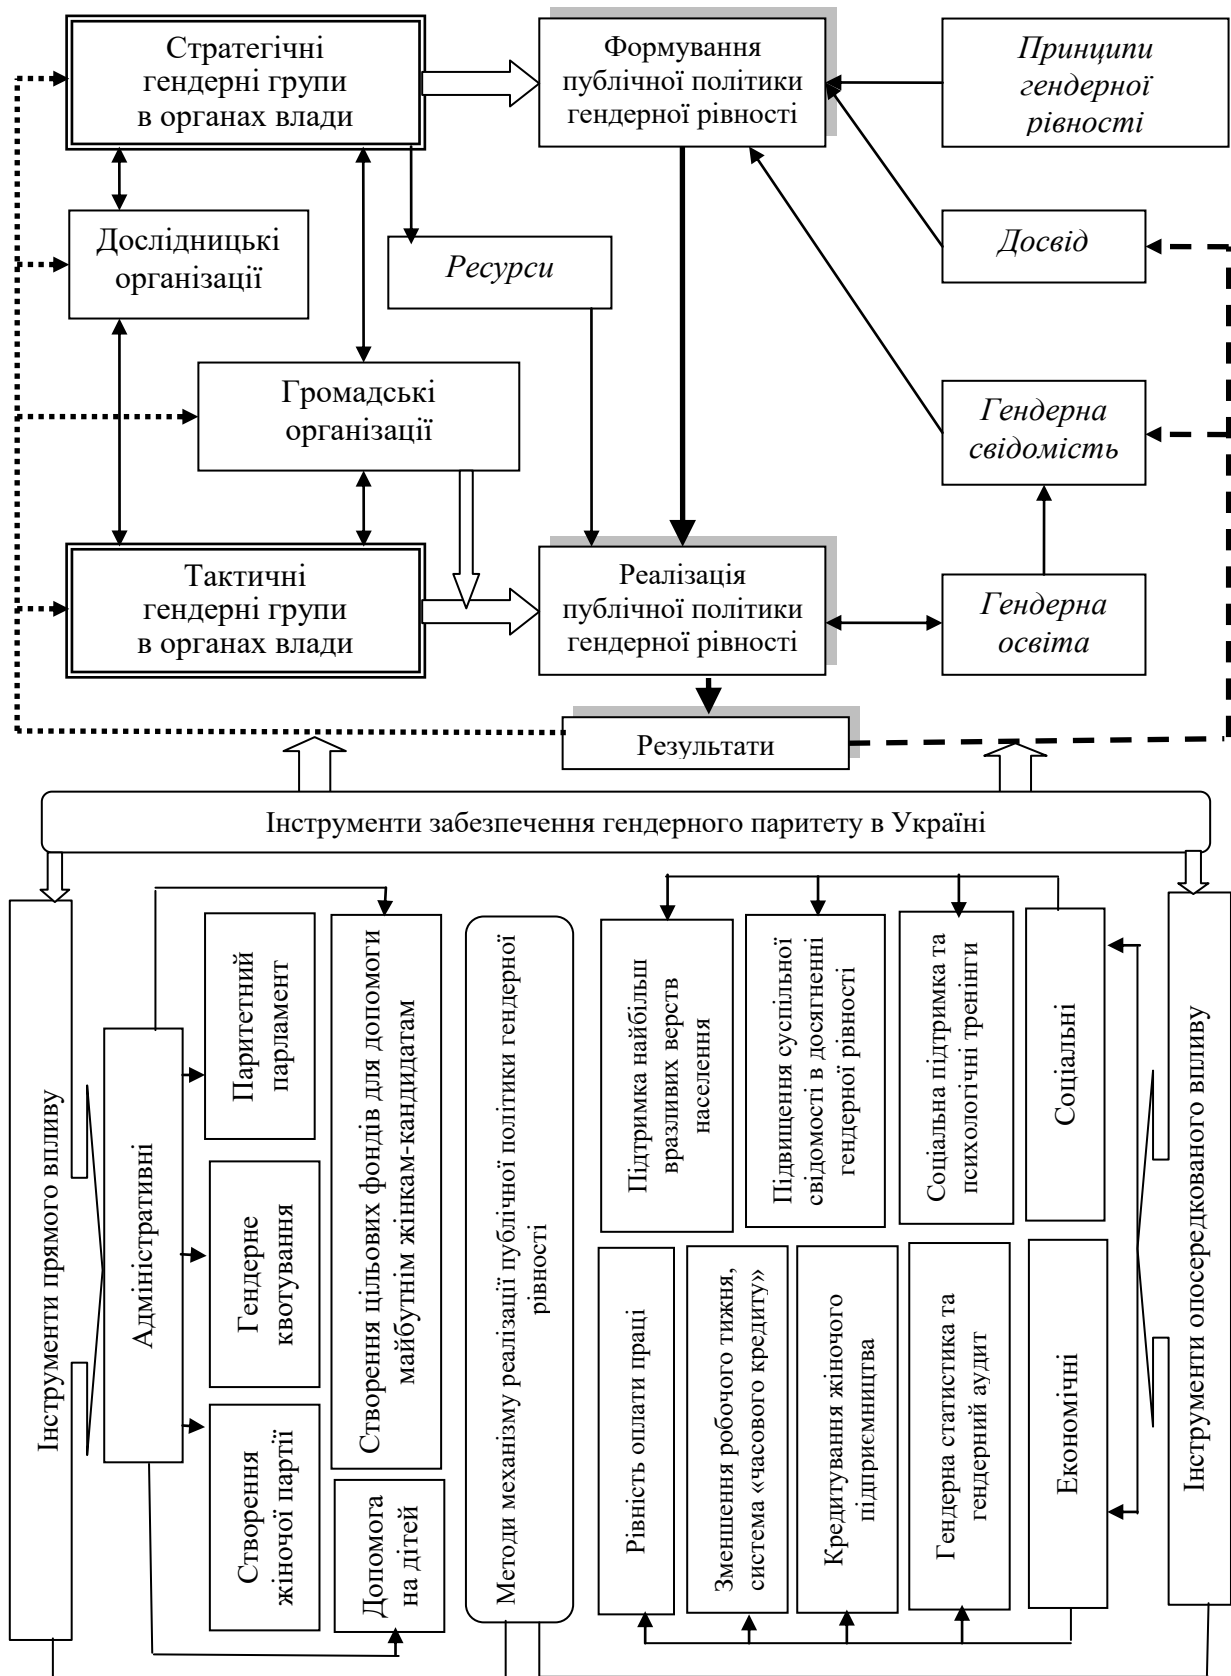 Стратегічні
гендерні групи
в органах влади
Формування
публічної політики
гендерної рівності
Принципи
гендерної
рівності
Дослідницькі
організації
Ресурси
Досвід
Громадські
організації
Гендерна
свідомість
Тактичні
гендерні групи
в органах влади
Реалізація
публічної політики
гендерної рівності
Гендерна
освіта
Результати
Інструменти забезпечення гендерного паритету в Україні
Інструменти прямого впливу
Адміністративні
Паритетний
парламент
Гендерне
квотування
Створення
жіночої партії
Створення цільових фондів для допомоги
майбутнім жінкам-кандидатам
Допомога
на дітей
Методи механізму реалізації публічної політики гендерної
рівності
Підтримка найбільш
вразливих верств
населення
Підвищення суспільної
свідомості в досягненні
гендерної рівності
Соціальна підтримка та
психологічні тренінги
Соціальні
Рівність оплати праці
Зменшення робочого тижня,
система «часового кредиту»
Кредитування жіночого
підприємництва
Гендерна статистика та
гендерний аудит
Економічні
Інструменти опосередкованого впливу